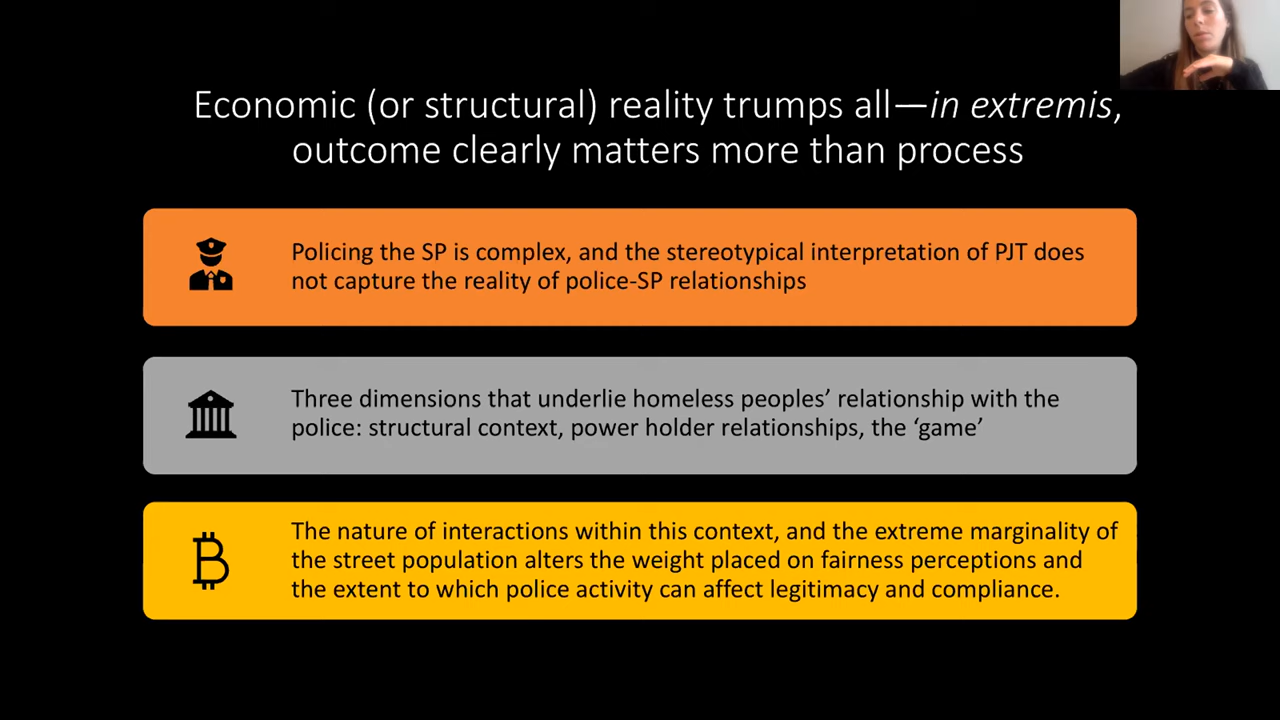 Economic (or structural) reality trumps all—in extremis,
outcome clearly matters more than process
Policing the SP is complex, and the stereotypical interpretation of PJT does
not capture the reality of police-SP relationships
Three dimensions that underlie homeless peoples’ relationship with the
police: structural context, power holder relationships, the ‘game’
The nature of interactions within this context, and the extreme marginality of
the street population alters the weight placed on fairness perceptions and
the extent to which police activity can affect legitimacy and compliance.